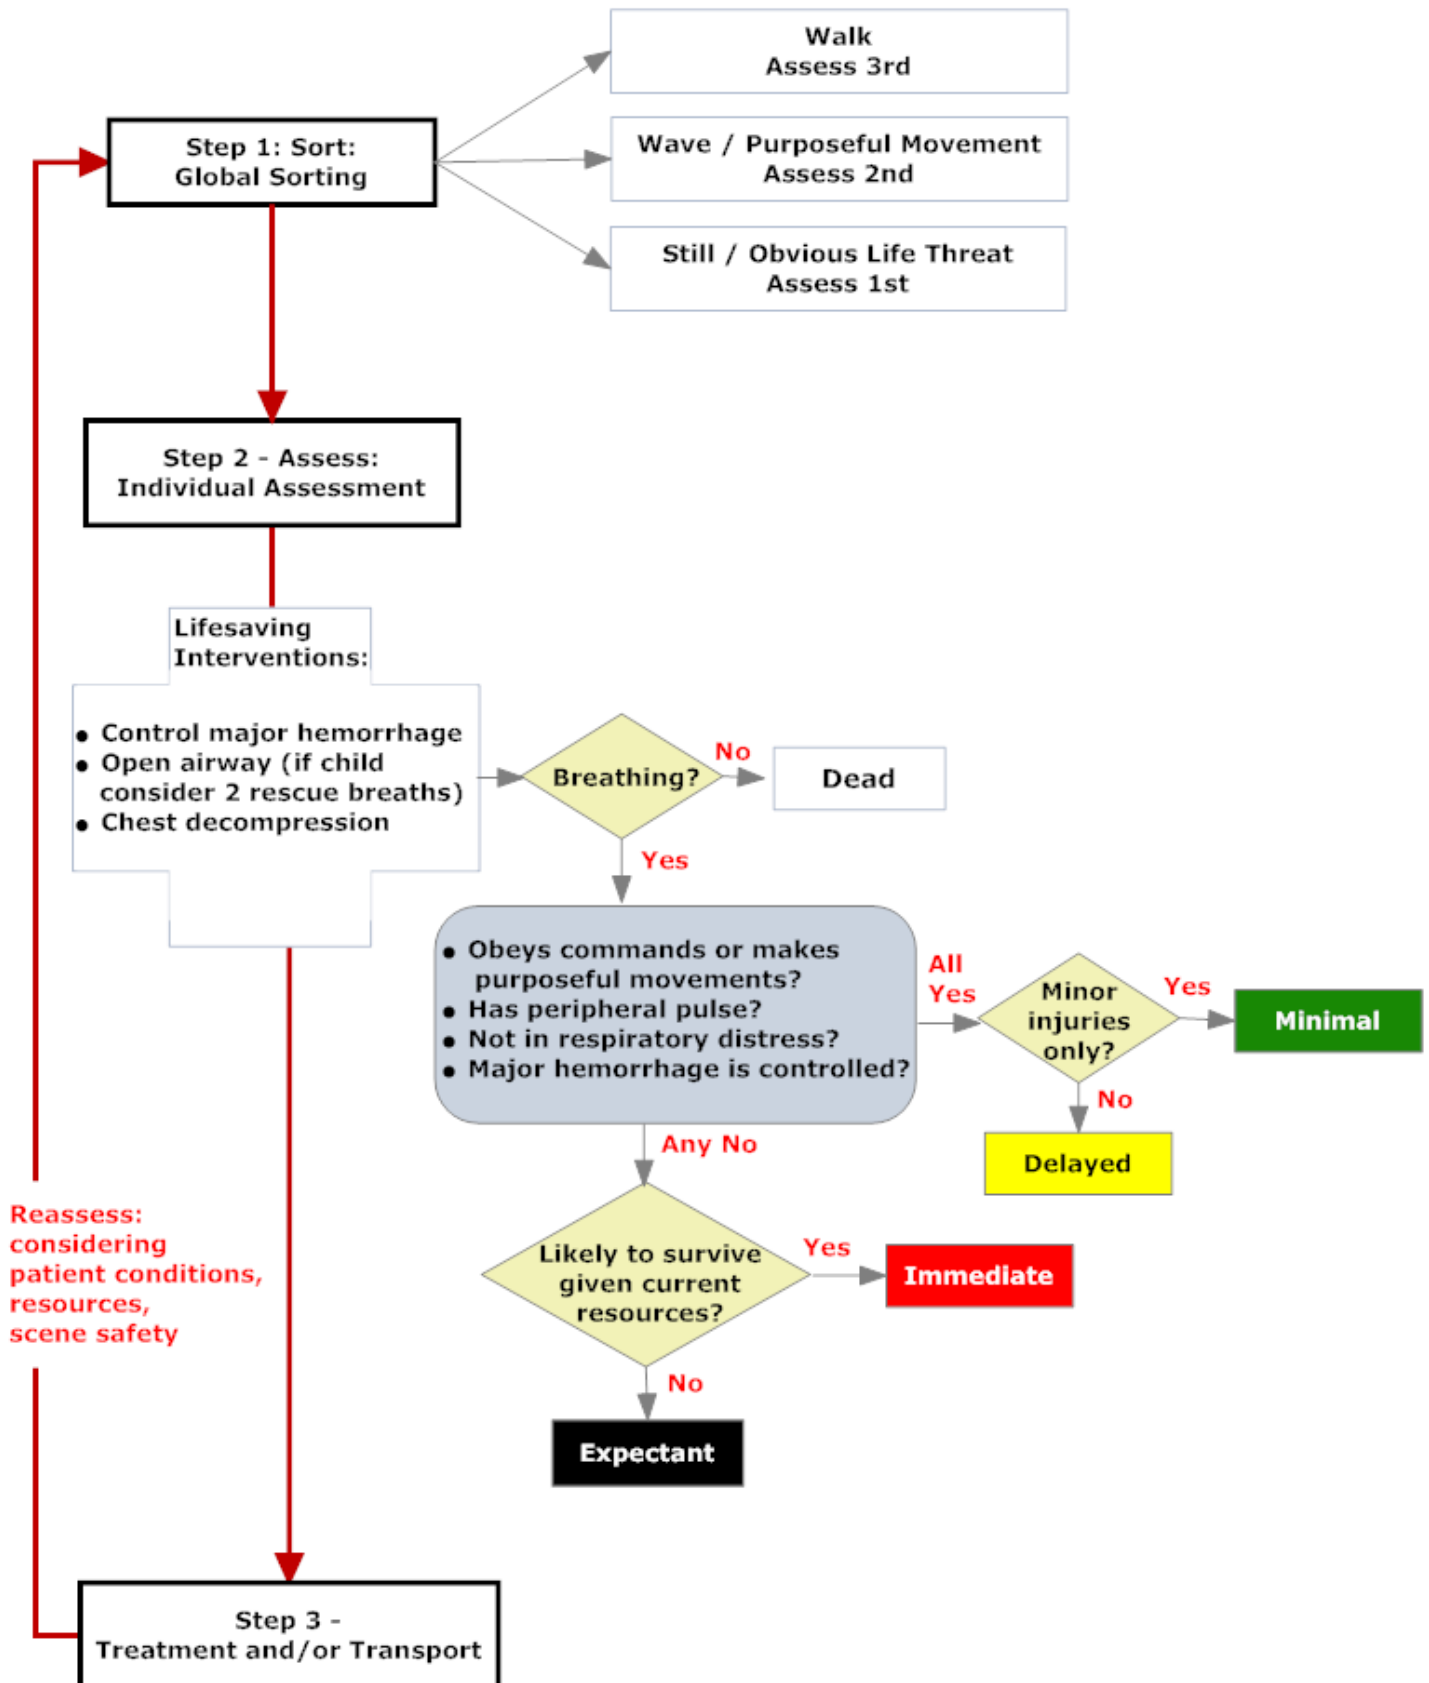 Walk
Assess 3rd
Step 1: Sort:
Global Sorting
Wave / Purposeful Movement
Assess 2nd
Still / Obvious Life Threat
Assess 1st
Step 2 - Assess:
Individual Assessment
Lifesaving
Interventions:
● Control major hemorrhage
● Open airway (if child
consider 2 rescue breaths)
● Chest decompression
Breathing?
No
Dead
Yes
● Obeys commands or makes
purposeful movements?
● Has peripheral pulse?
● Not in respiratory distress?
● Major hemorrhage is controlled?
All
Yes
Minor
injuries
only?
Yes
Minimal
No
Delayed
Any No
Likely to survive
given current
resources?
Yes
Immediate
No
Expectant
Reassess:
considering
patient conditions,
resources,
scene safety
Step 3 -
Treatment and/or Transport